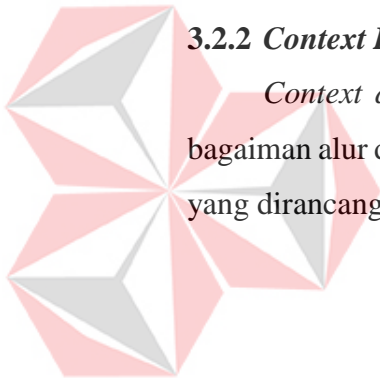 3.2.2 Context
Context
bagaiman alur
yang dirancang